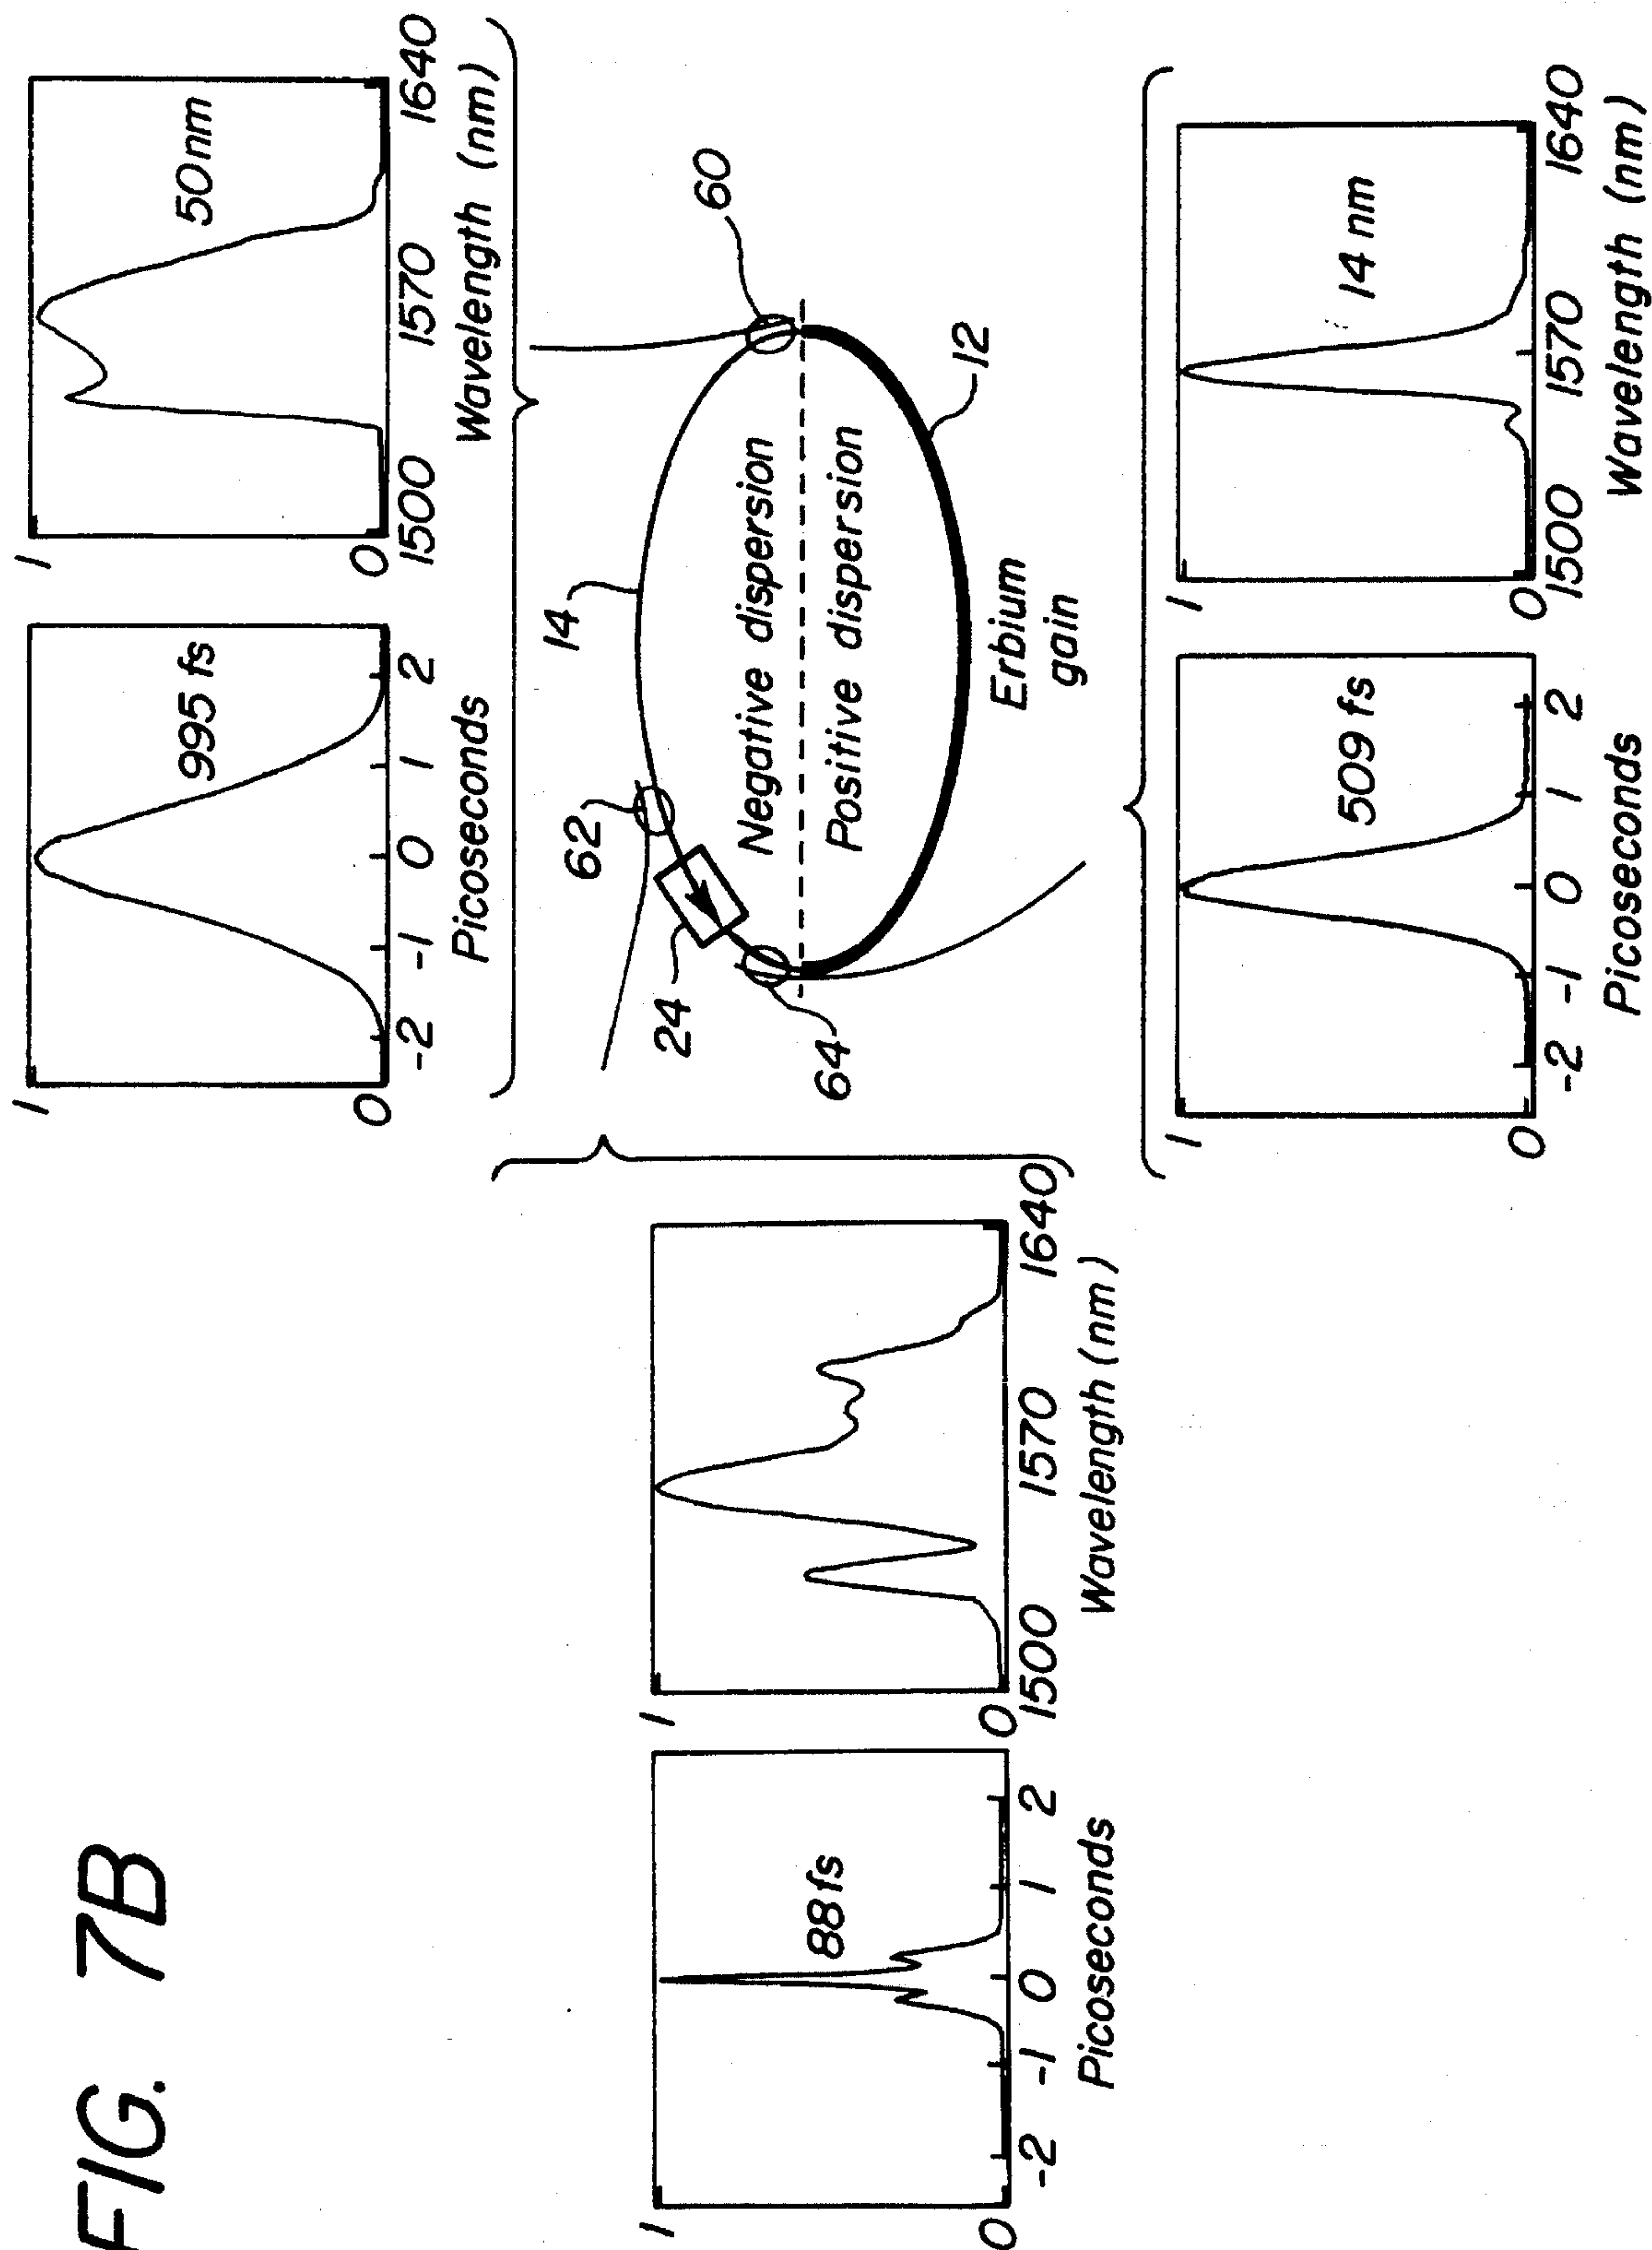 FIG. 7B
1
995 fs
0
-2 -1 0 1 2
Picoseconds
1
50nm
0
1500 1570 1640
Wavelength (nm)
1
88fs
0
-2 -1 0 1 2
Picoseconds
1
0
1500 1570 1640
Wavelength (nm)
14
62
24
64
60
12
Negative dispersion
Positive dispersion
Erbium
gain
1
509 fs
0
-2 -1 0 1 2
Picoseconds
1
14 nm
0
1500 1570 1640
Wavelength (nm)